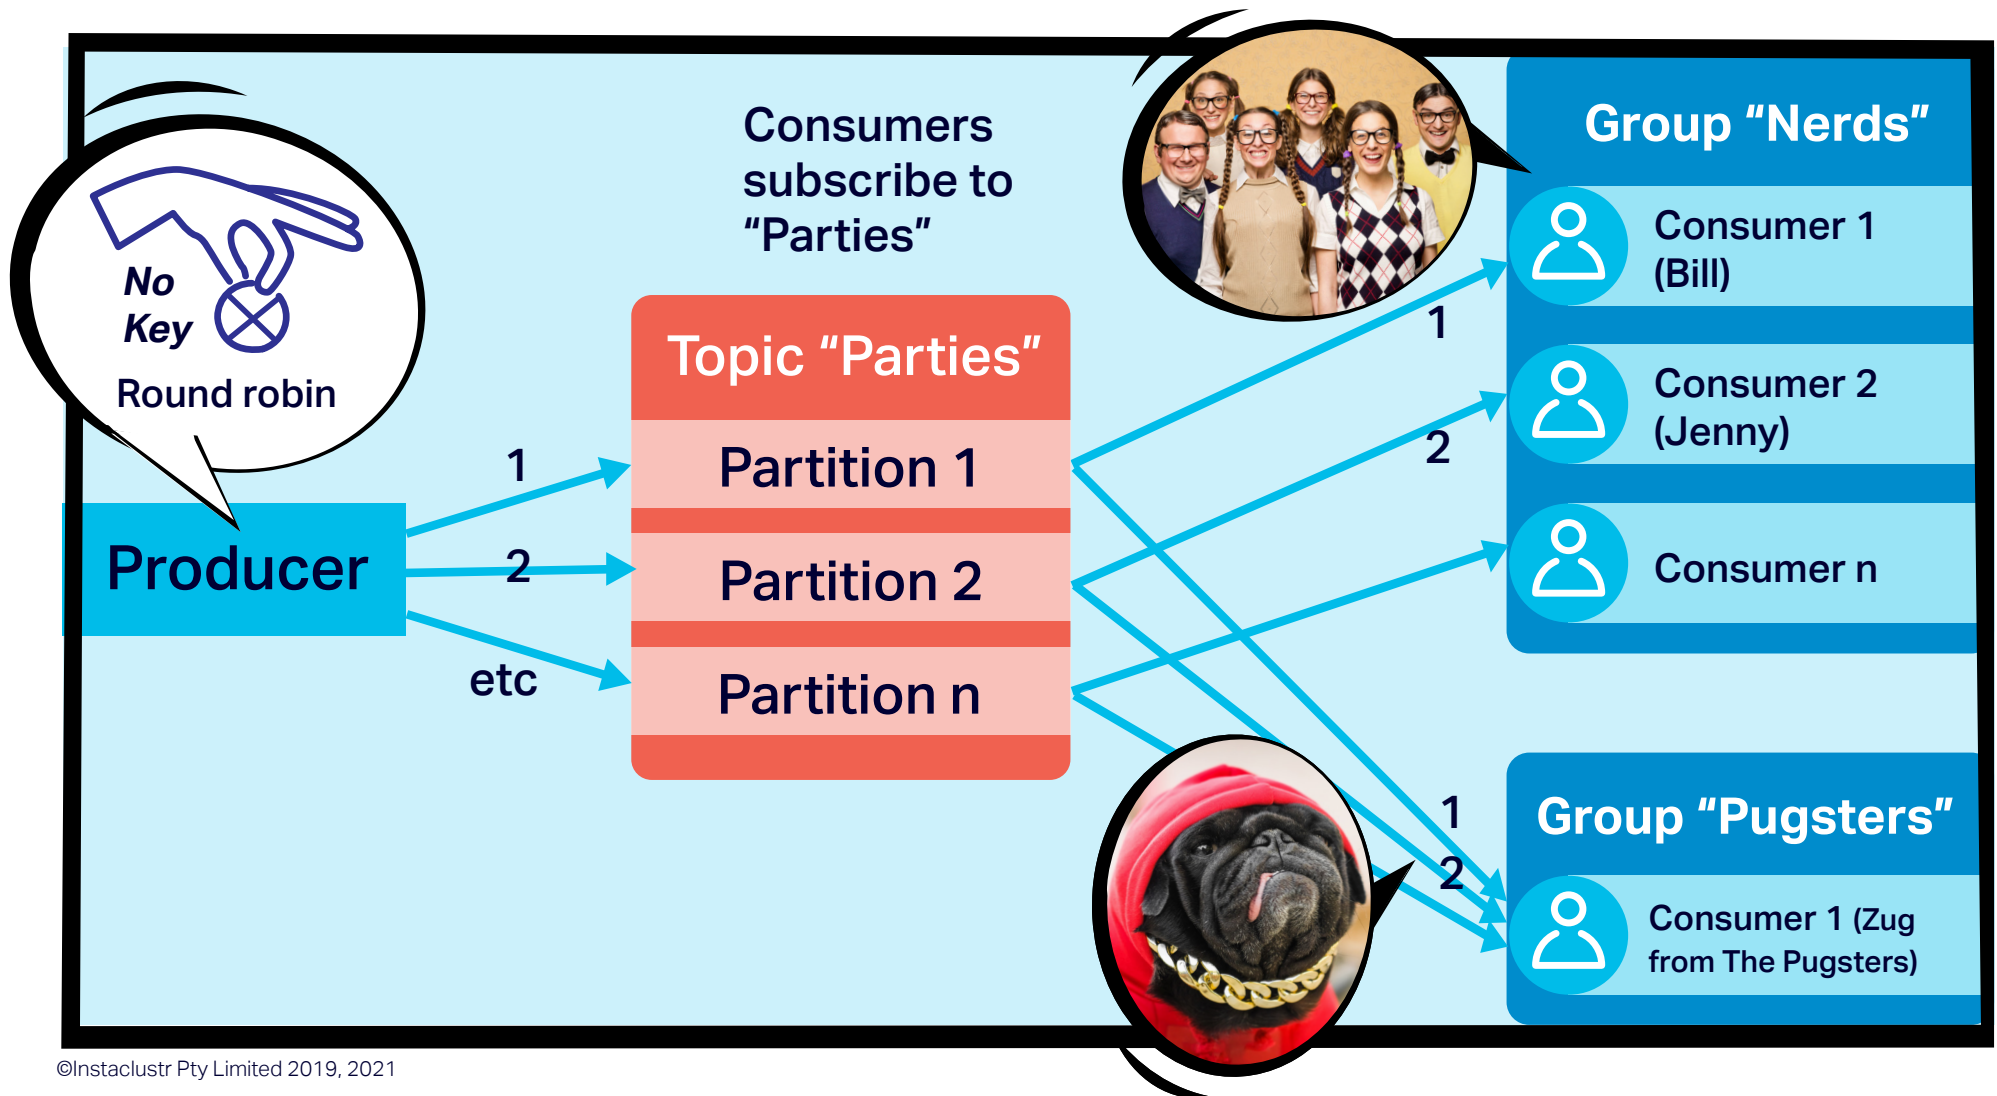 Consumers
subscribe to
“Parties”
Group “Nerds”
No
Key
Round robin
Consumer 1
(Bill)
1
Topic “Parties”
Consumer 2
(Jenny)
2
1
Partition 1
Producer
2
Partition 2
Consumer n
etc
Partition n
1
2
Group “Pugsters”
Consumer 1 (Zug
from The Pugsters)
©Instaclustr Pty Limited 2019, 2021